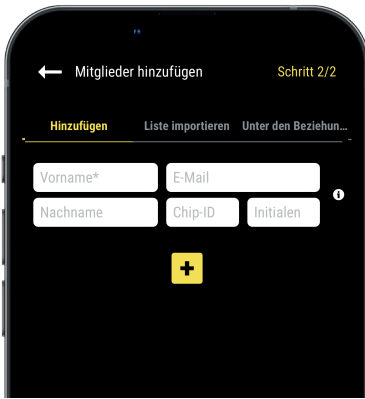 Mitglieder hinzufügen Schritt 2/2
Hinzufügen Liste importieren Unter den Beziehun...
Vorname* E-Mail
Nachname Chip-ID Initialen